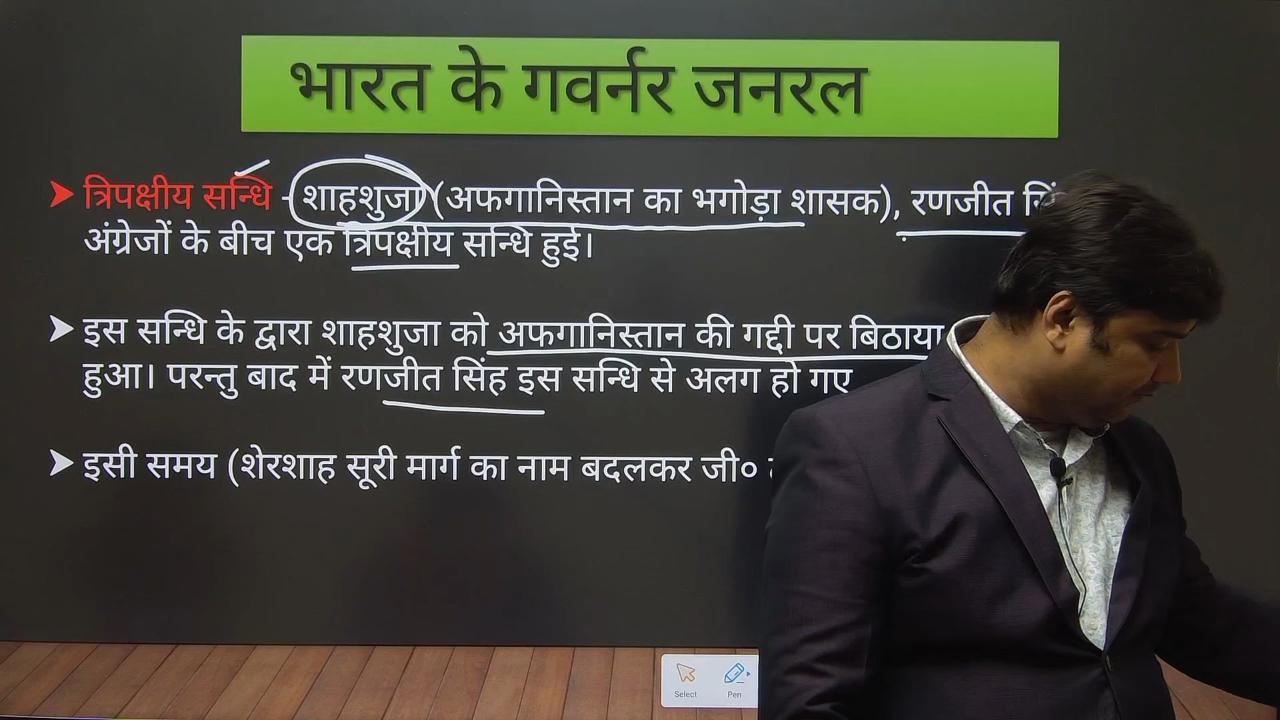 भारत के गवर्नर जनरल
त्रिपक्षीय सन्धि - शाहशुजा (अफगानिस्तान का भगोड़ा शासक), रणजीत
अंग्रेजों के बीच एक त्रिपक्षीय सन्धि हुई।
इस सन्धि के द्वारा शाहशुजा को अफगानिस्तान की गद्दी पर बिठाया
हुआ। परन्तु बाद में रणजीत सिंह इस सन्धि से अलग हो गए
इसी समय (शेरशाह सूरी मार्ग का नाम बदलकर जी०
Select Pen